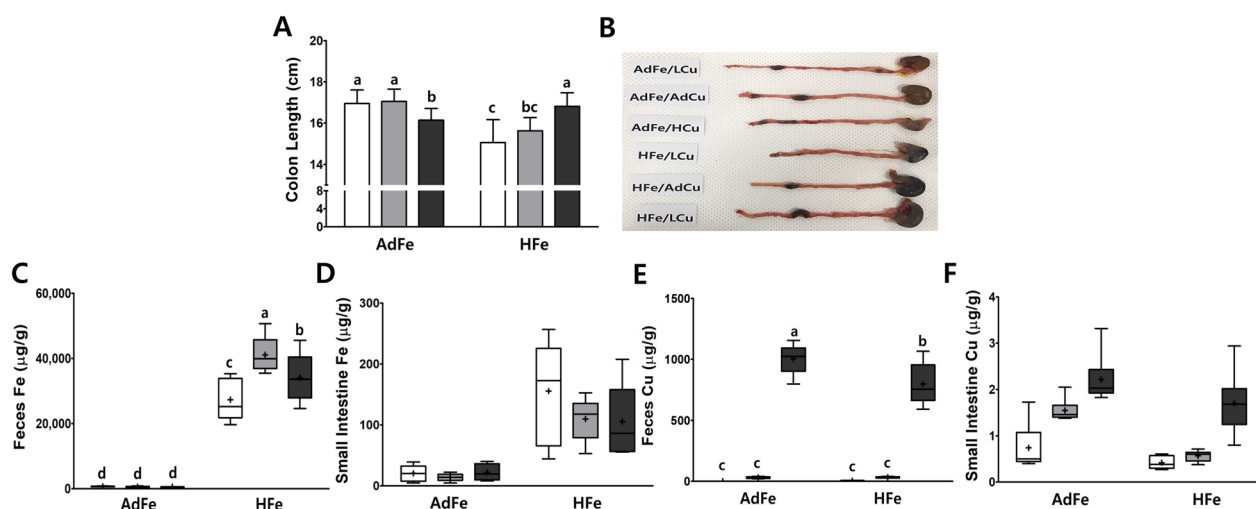 A
Colon Length (cm)
20
18
16
14
8
4
0
a
a
b
c
bc
a
AdFe
HFe
B
AdFe/LCu
AdFe/AdCu
AdFe/HCu
HFe/LCu
HFe/AdCu
HFe/LCu
C
Feces Fe (µg/g)
60,000
40,000
20,000
0
d
d
d
c
a
b
AdFe
HFe
D
Small Intestine Fe (µg/g)
300
200
100
0
AdFe
HFe
E
Feces Cu (µg/g)
1500
1000
500
0
c
c
a
c
c
b
AdFe
HFe
F
Small Intestine Cu (µg/g)
4
3
2
1
0
AdFe
HFe